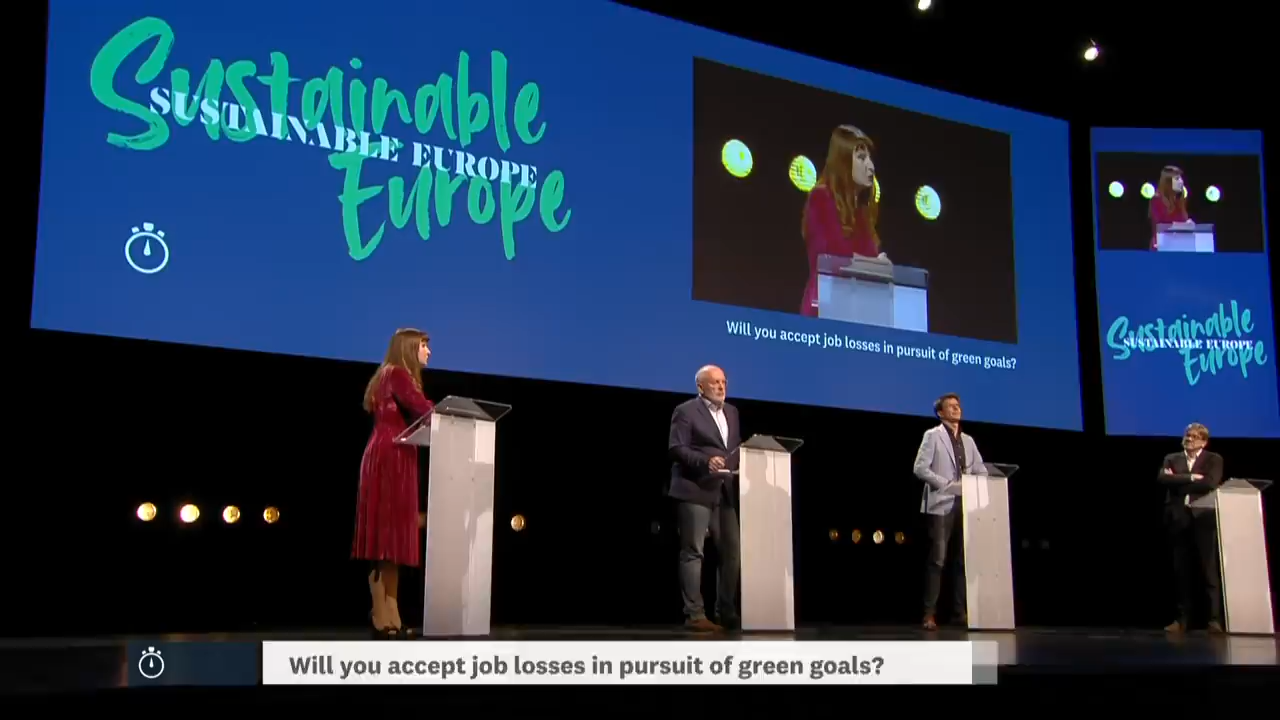 Sustainable
SUSTAINABLE EUROPE
Europe
Will you accept job losses in pursuit of green goals?
Sustainable
SUSTAINABLE EUROPE
Europe
Will you accept job losses in pursuit of green goals?